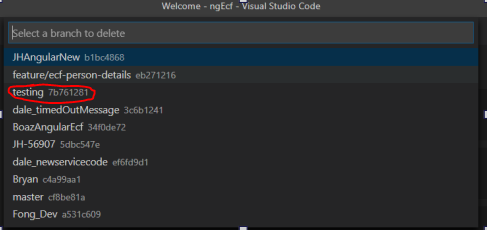 Welcome - ngEcf - Visual Studio Code
Select a branch to delete
JHAngularNew b1bc4868
feature/ecf-person-details eb271216
testing 7b761281
dale_timedOutMessage 3c6b1241
BoazAngularEcf 34f0de72
JH-56907 5dbc547e
dale_newservicecode ef6fd9d1
Bryan c4a99aa1
master cf8be81a
Fong_Dev a531c609